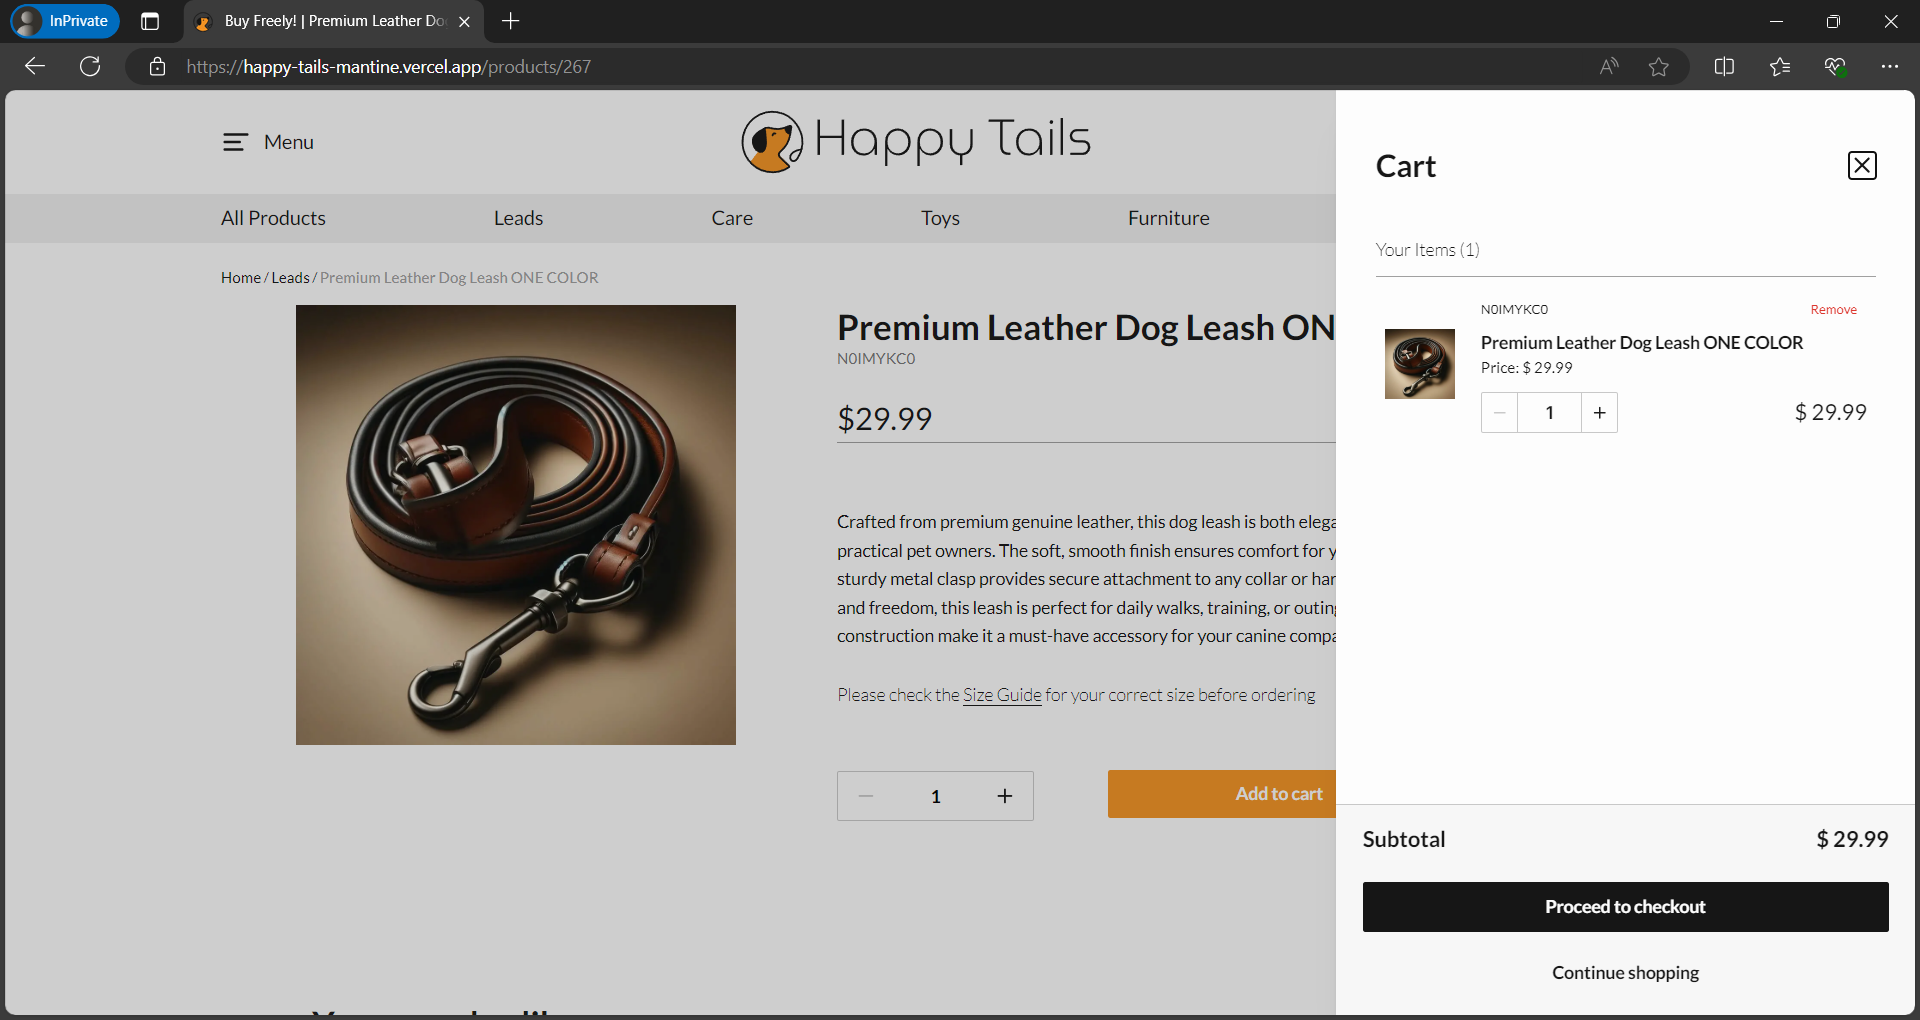 InPrivate
Buy Freely! | Premium Leather Do
https://happy-tails-mantine.vercel.app/products/267
Menu
Happy Tails
All Products
Leads
Care
Toys
Furniture
Home / Leads / Premium Leather Dog Leash ONE COLOR
Premium Leather Dog Leash ON
N0IMYKC0
$29.99
Crafted from premium genuine leather, this dog leash is both elega
practical pet owners. The soft, smooth finish ensures comfort for y
sturdy metal clasp provides secure attachment to any collar or har
and freedom, this leash is perfect for daily walks, training, or outing
construction make it a must-have accessory for your canine compa
Please check the Size Guide for your correct size before ordering
1
Add to cart
Cart
Your Items (1)
N0IMYKC0
Remove
Premium Leather Dog Leash ONE COLOR
Price: $ 29.99
1
$ 29.99
Subtotal
$ 29.99
Proceed to checkout
Continue shopping